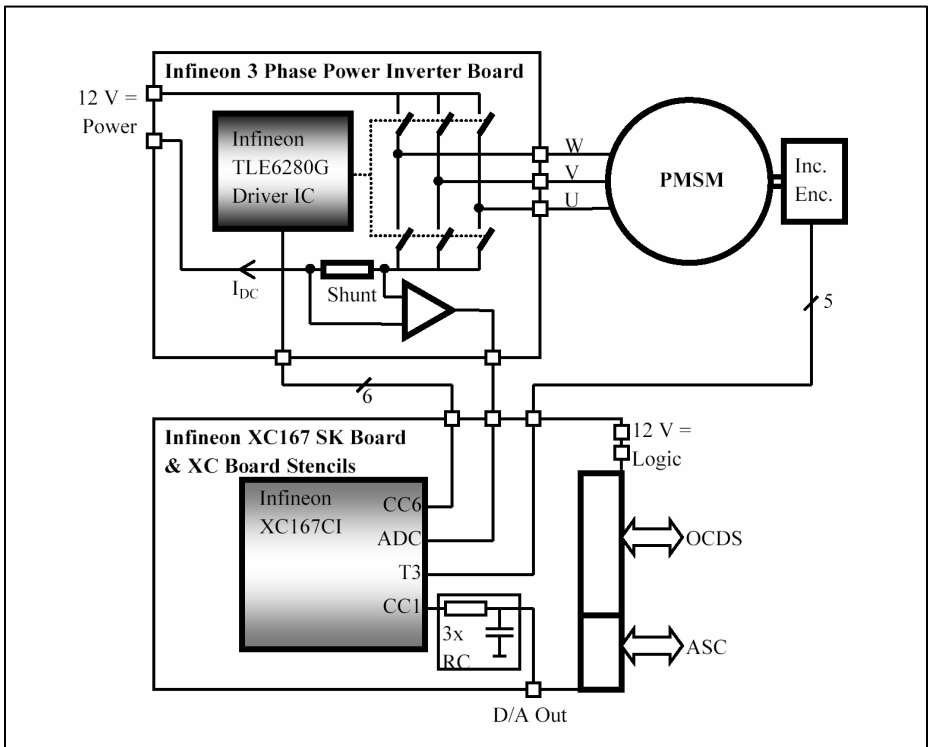 Infineon 3 Phase Power Inverter Board
12 V =
Power
Infineon
TLE6280G
Driver IC
W
V
U
PMSM
Inc.
Enc.
I_DC
Shunt
5
6
Infineon XC167 SK Board
& XC Board Stencils
12 V =
Logic
Infineon
XC167CI
CC6
ADC
T3
CC1
3x
RC
OCDS
ASC
D/A Out